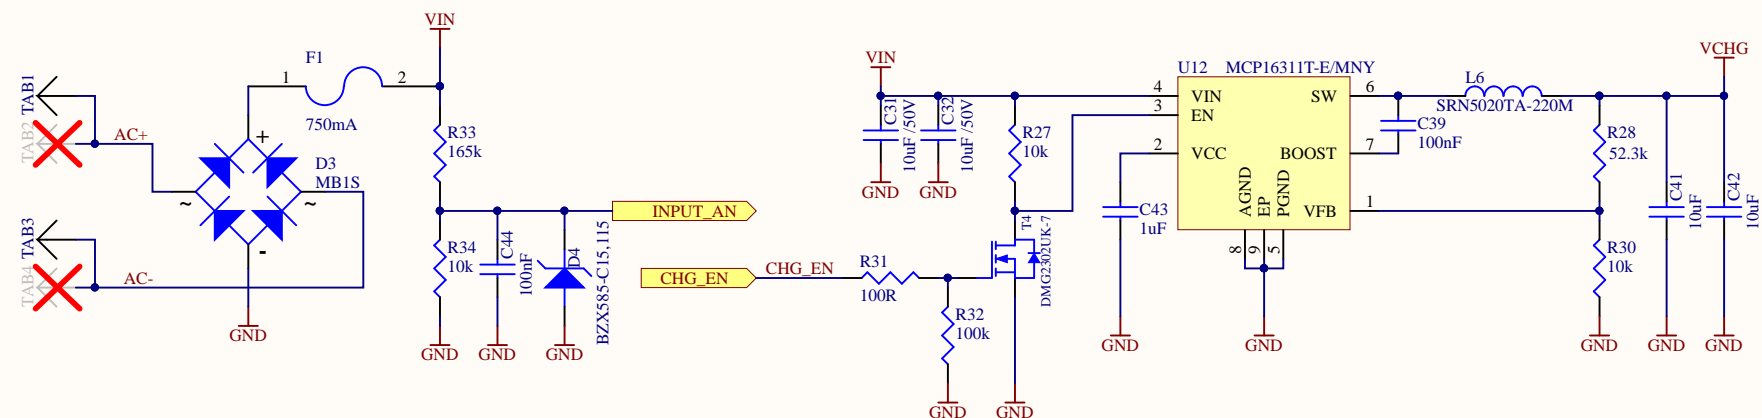 VIN
F1
1
2
750mA
TAB1
TAB2
AC+
+
D3
MB1S
~
~
-
TAB3
TAB4
AC-
GND
R33
165k
R34
10k
C44
100nF
D4
BZX585-C15,115
INPUT_AN
GND
GND
GND
CHG_EN
CHG_EN
R31
100R
R32
100k
GND
GND
VIN
C31
10uF/50V
C32
10uF/50V
GND
GND
R27
10k
T4
DMG2302UK-7
C43
1uF
GND
U12
MCP16311T-E/MNY
4
VIN
3
EN
2
VCC
SW
6
BOOST
7
VFB
1
AGND
EP
PGND
8
9
5
GND
L6
SRN5020TA-220M
C39
100nF
VCHG
R28
52.3k
R30
10k
C41
10uF
C42
10uF
GND
GND
GND